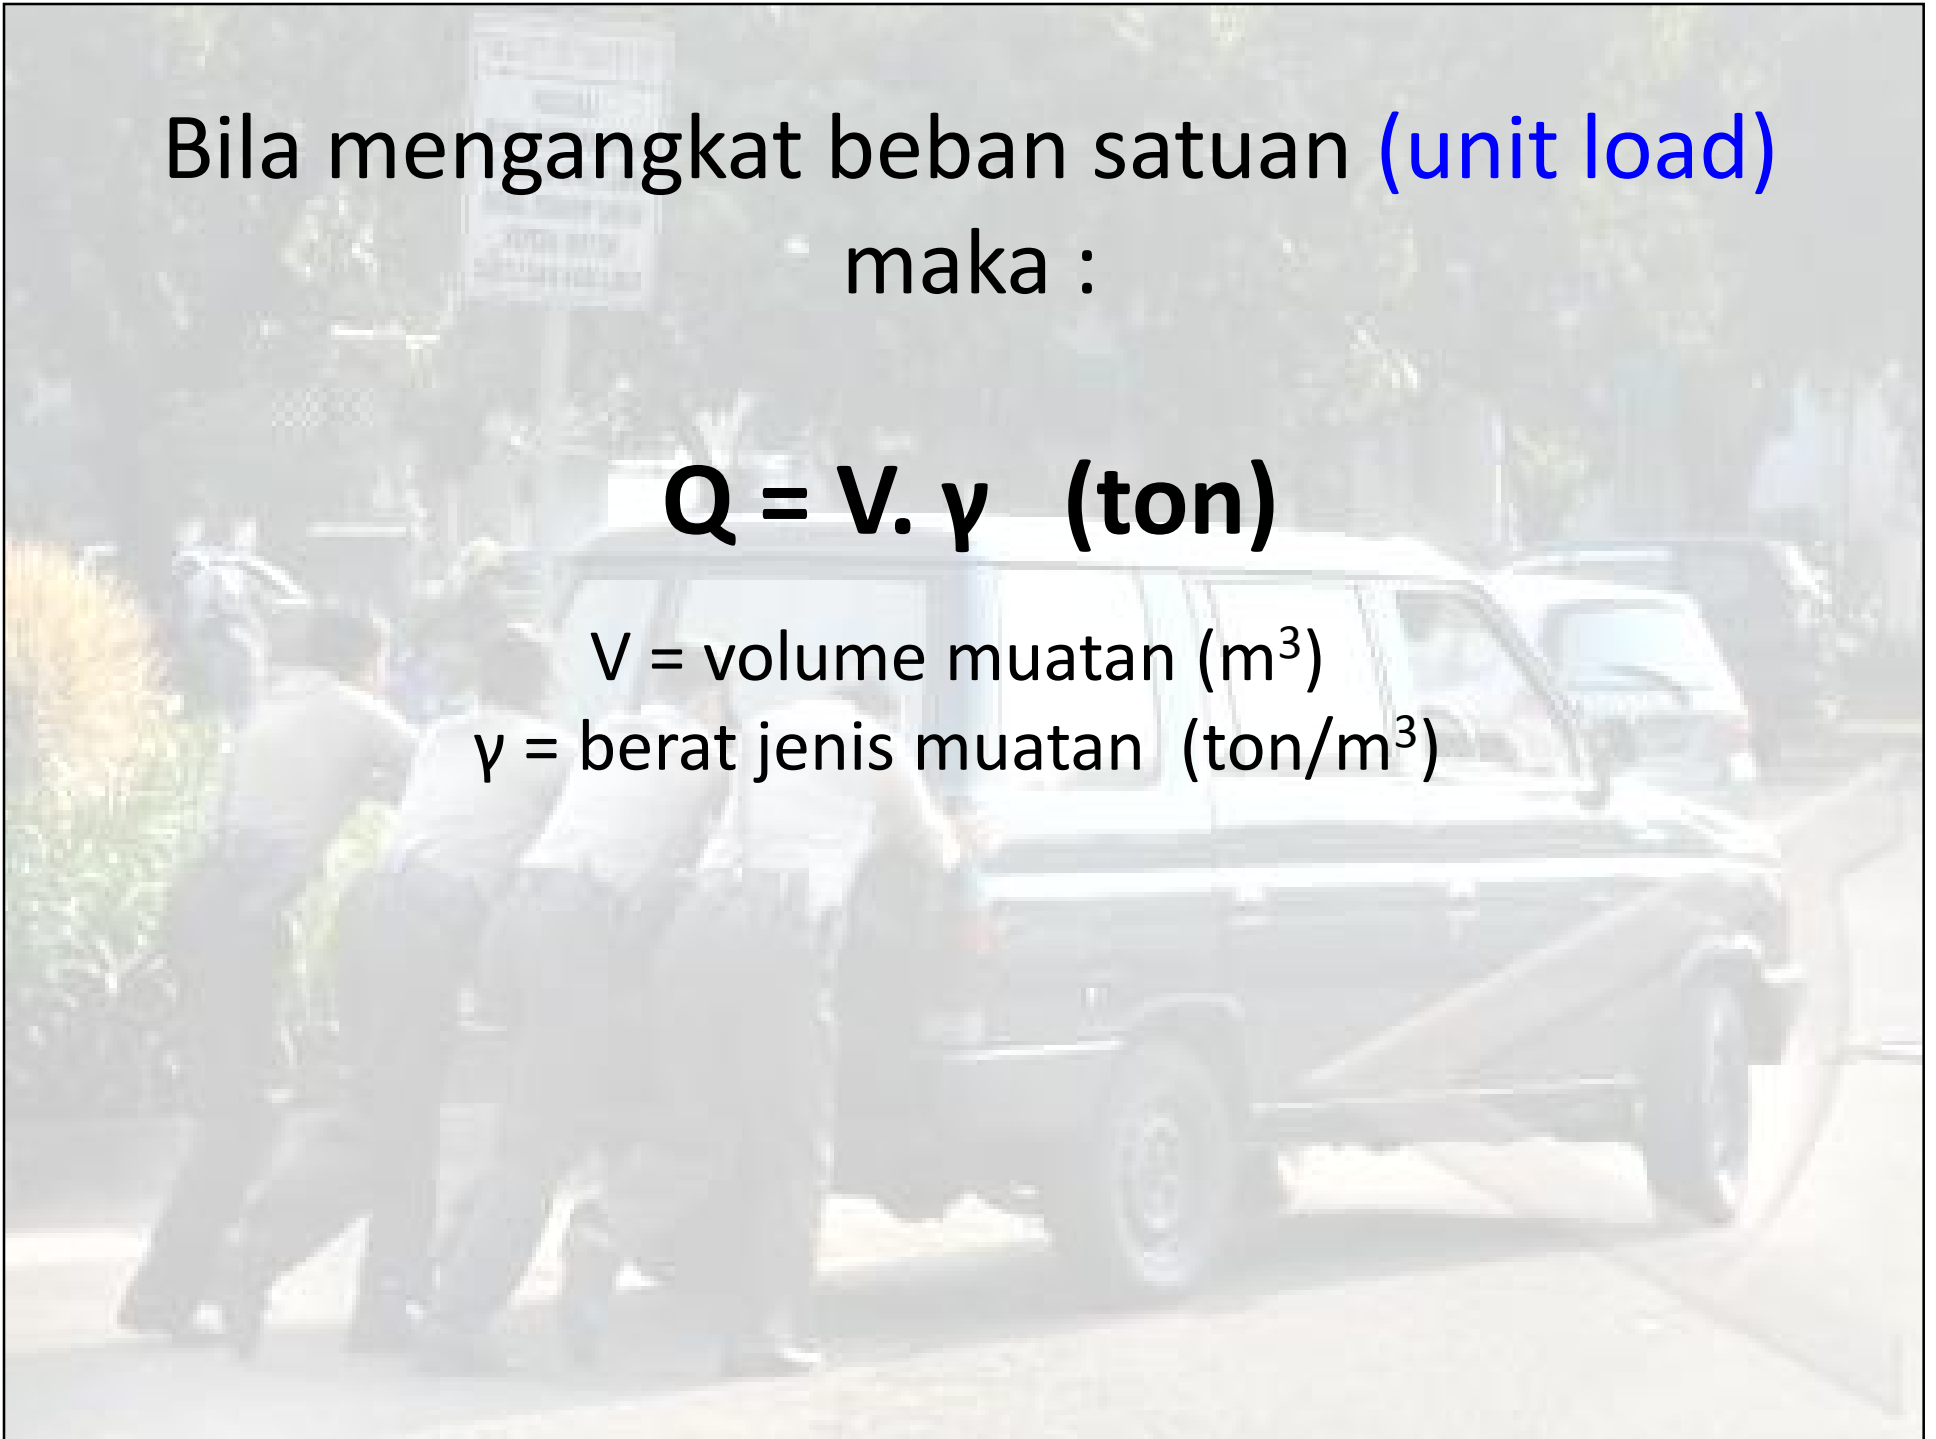 Bila mengangkat beban satuan (unit load)
maka :
Q = V. γ (ton)
V = volume muatan (m³)
γ = berat jenis muatan (ton/m³)